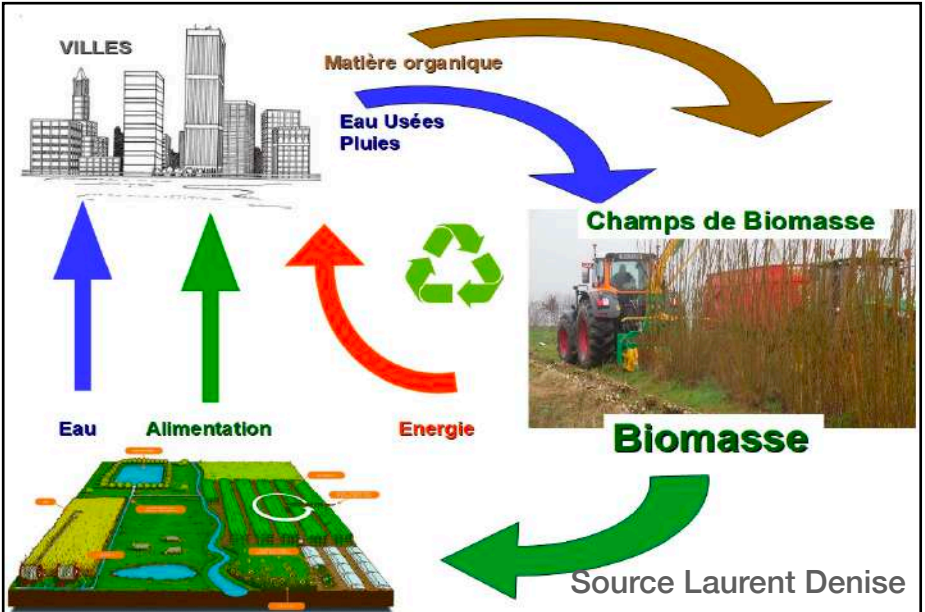 VILLES
Matière organique
Eau Usées
Pluies
Champs de Biomasse
Eau
Alimentation
Energie
Biomasse
Source Laurent Denise